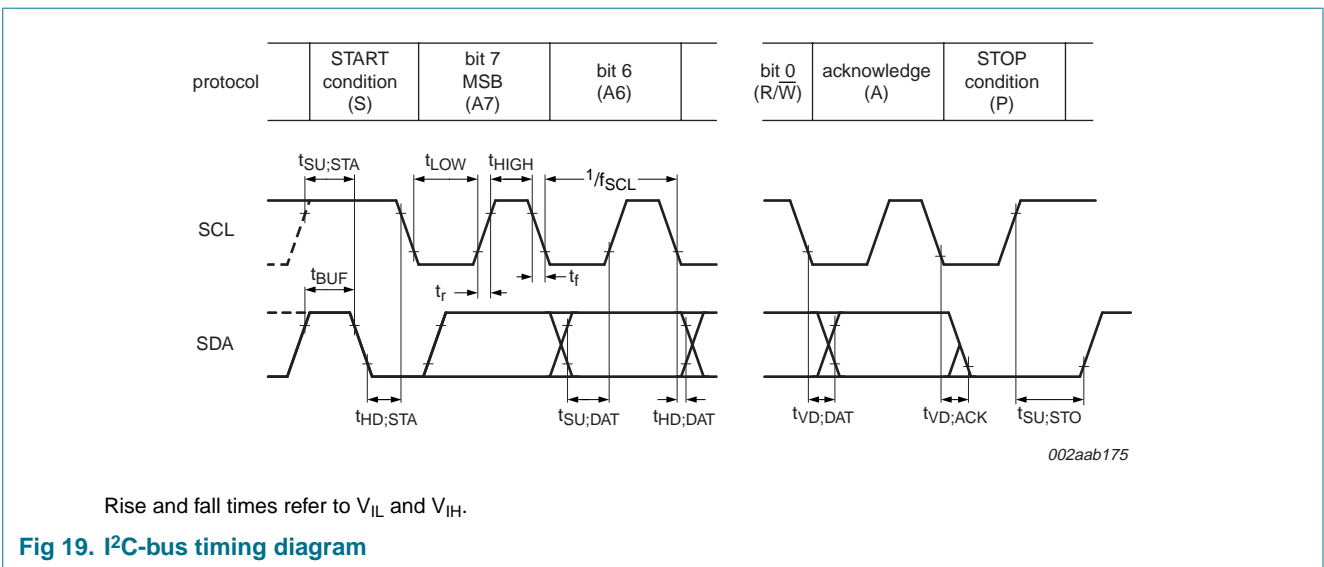 protocol
START
condition
(S)
bit 7
MSB
(A7)
bit 6
(A6)
bit 0
(R/W̅)
acknowledge
(A)
STOP
condition
(P)
tSU;STA
tLOW
tHIGH
1/fSCL
SCL
tBUF
tr
tf
SDA
tHD;STA
tSU;DAT
tHD;DAT
tVD;DAT
tVD;ACK
tSU;STO
002aab175
Rise and fall times refer to VIL and VIH.
Fig 19. I²C-bus timing diagram